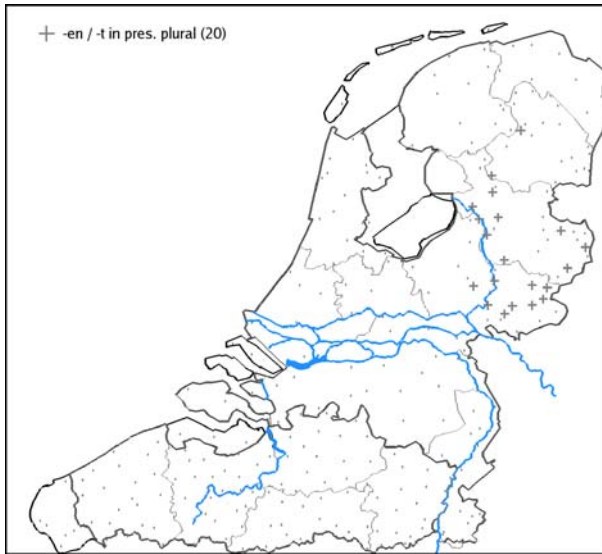 -en / -t in pres. plural (20)